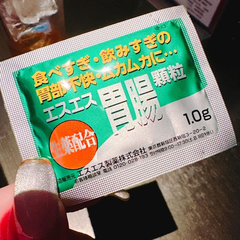 食べすぎ・飲みすぎの
胃部不快・ムカムカに…
エスエス
胃腸 顆粒
生薬配合
1.0g
エスエス製薬株式会社